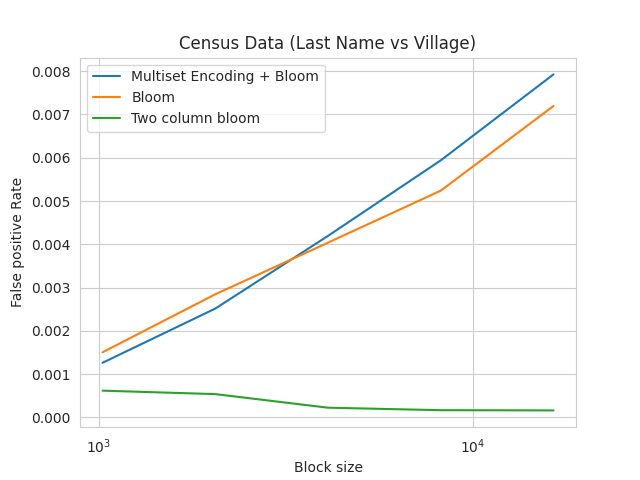 Census Data (Last Name vs Village)
Multiset Encoding + Bloom
Bloom
Two column bloom
False positive Rate
0.008
0.007
0.006
0.005
0.004
0.003
0.002
0.001
0.000
10³
10⁴
Block size